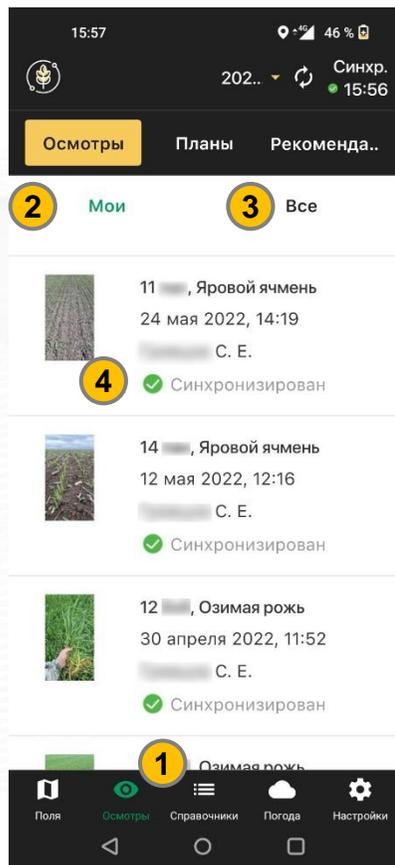 15:57 4G 46 %
202.. Синхр.
15:56
Осмотры Планы Рекоменда..
2 Мои 3 Все
11 , Яровой ячмень
24 мая 2022, 14:19
С. Е.
4 Синхронизирован
14 , Яровой ячмень
12 мая 2022, 12:16
С. Е.
Синхронизирован
12 , Озимая рожь
30 апреля 2022, 11:52
С. Е.
Синхронизирован
1 , Озимая рожь
Поля Осмотры Справочники Погода Настройки